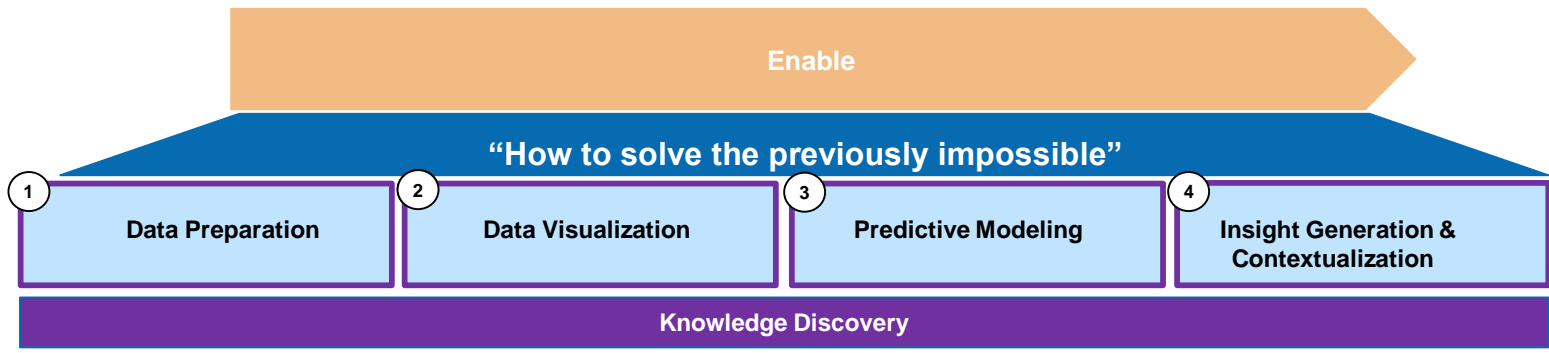 Enable
“How to solve the previously impossible”
1
Data Preparation
2
Data Visualization
3
Predictive Modeling
4
Insight Generation &
Contextualization
Knowledge Discovery